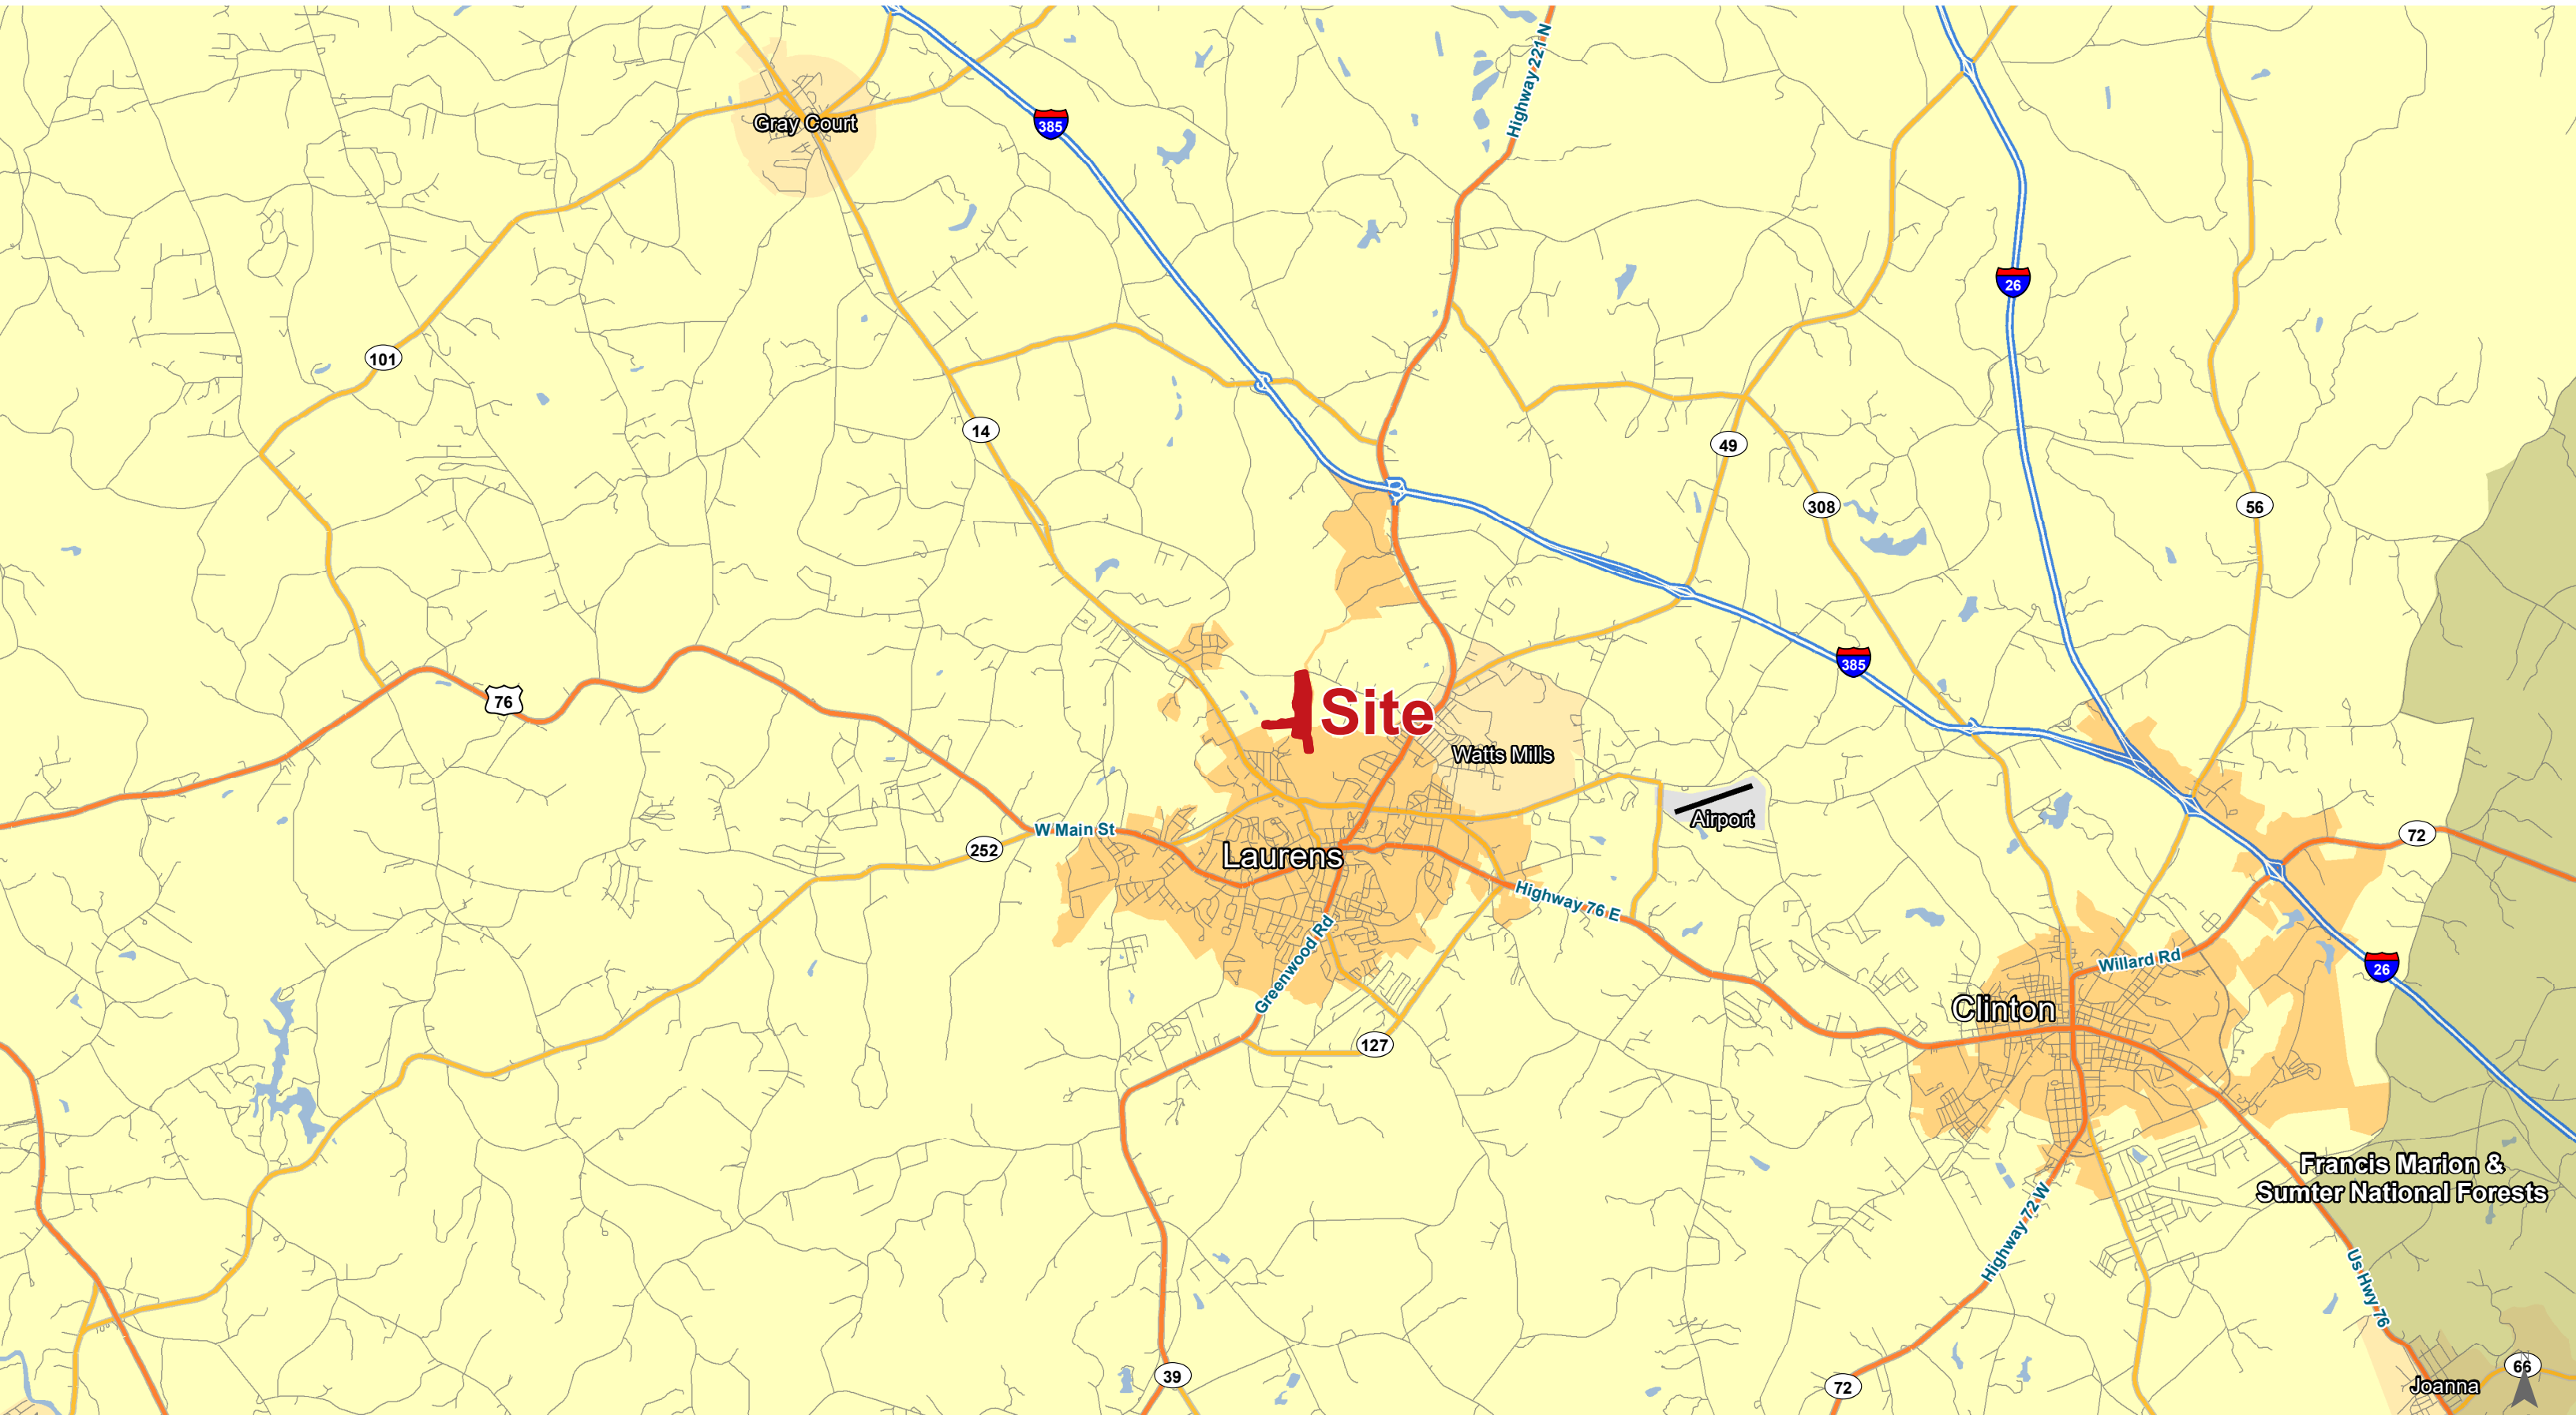 Highway 221 N
Gray Court
385
26
101
14
49
308
56
385
76
Site
Watts Mills
Airport
W Main St
252
Laurens
72
Highway 76 E
Greenwood Rd
Willard Rd
26
Clinton
127
Francis Marion &
Sumter National Forests
Highway 72 W
Us Hwy 76
39
72
66
Joanna